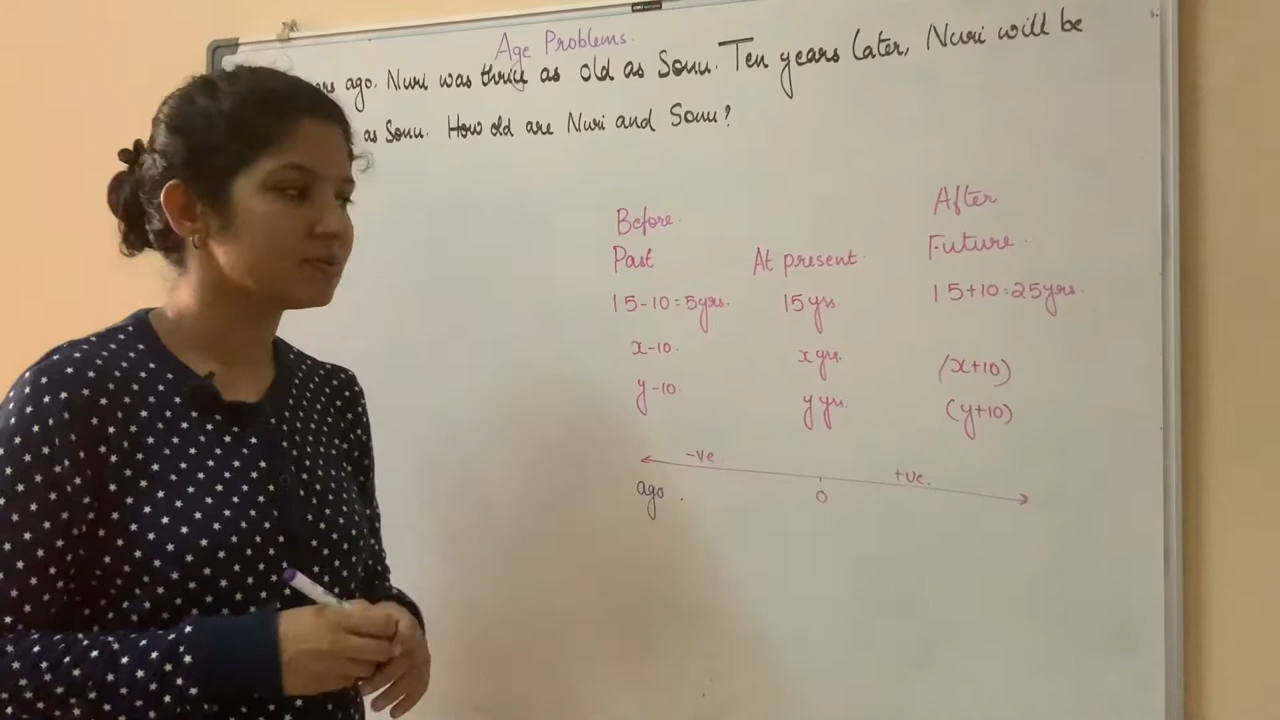 Age Problems.
ago. Nuri was thrice as old as Sonu. Ten years later, Nuri will be
as Sonu. How old are Nuri and Sonu?
Before. After
Past At present. Future.
15-10=5yrs. 15yrs. 15+10=25yrs.
x-10. x yrs. (x+10)
y-10. y yrs. (y+10)
-ve +ve.
ago. 0